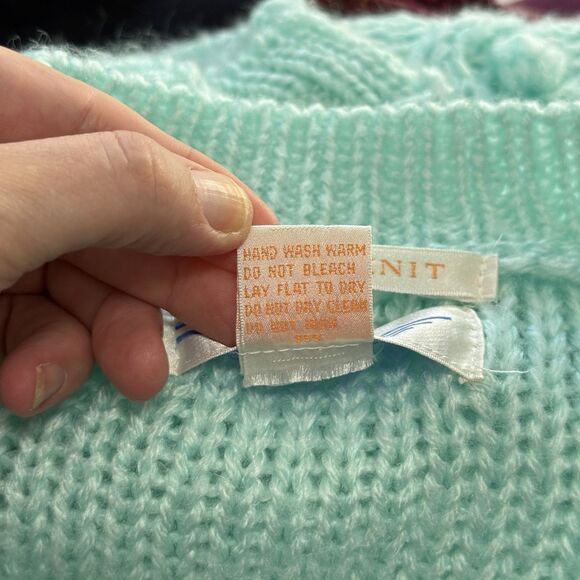 HAND WASH WARM
DO NOT BLEACH
LAY FLAT TO DRY
DO NOT DRY CLEAN
DO NOT IRON
NIT